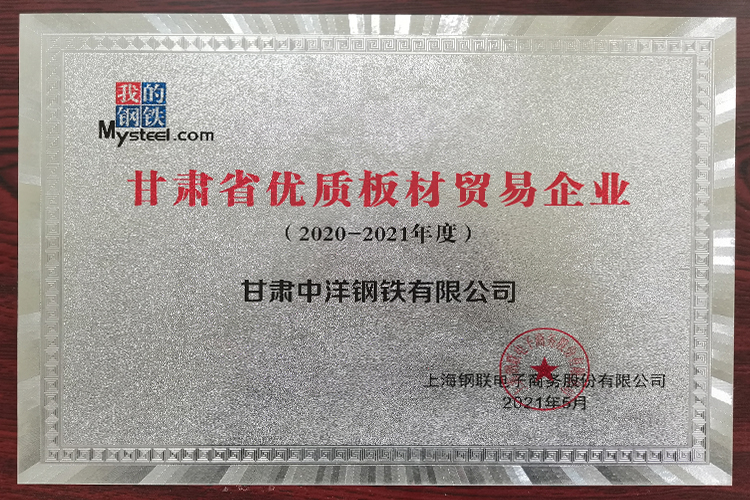 我的
钢铁
Mysteel.com
甘肃省优质板材贸易企业
（2020-2021年度）
甘肃中洋钢铁有限公司
上海钢联电子商务股份有限公司
2021年5月